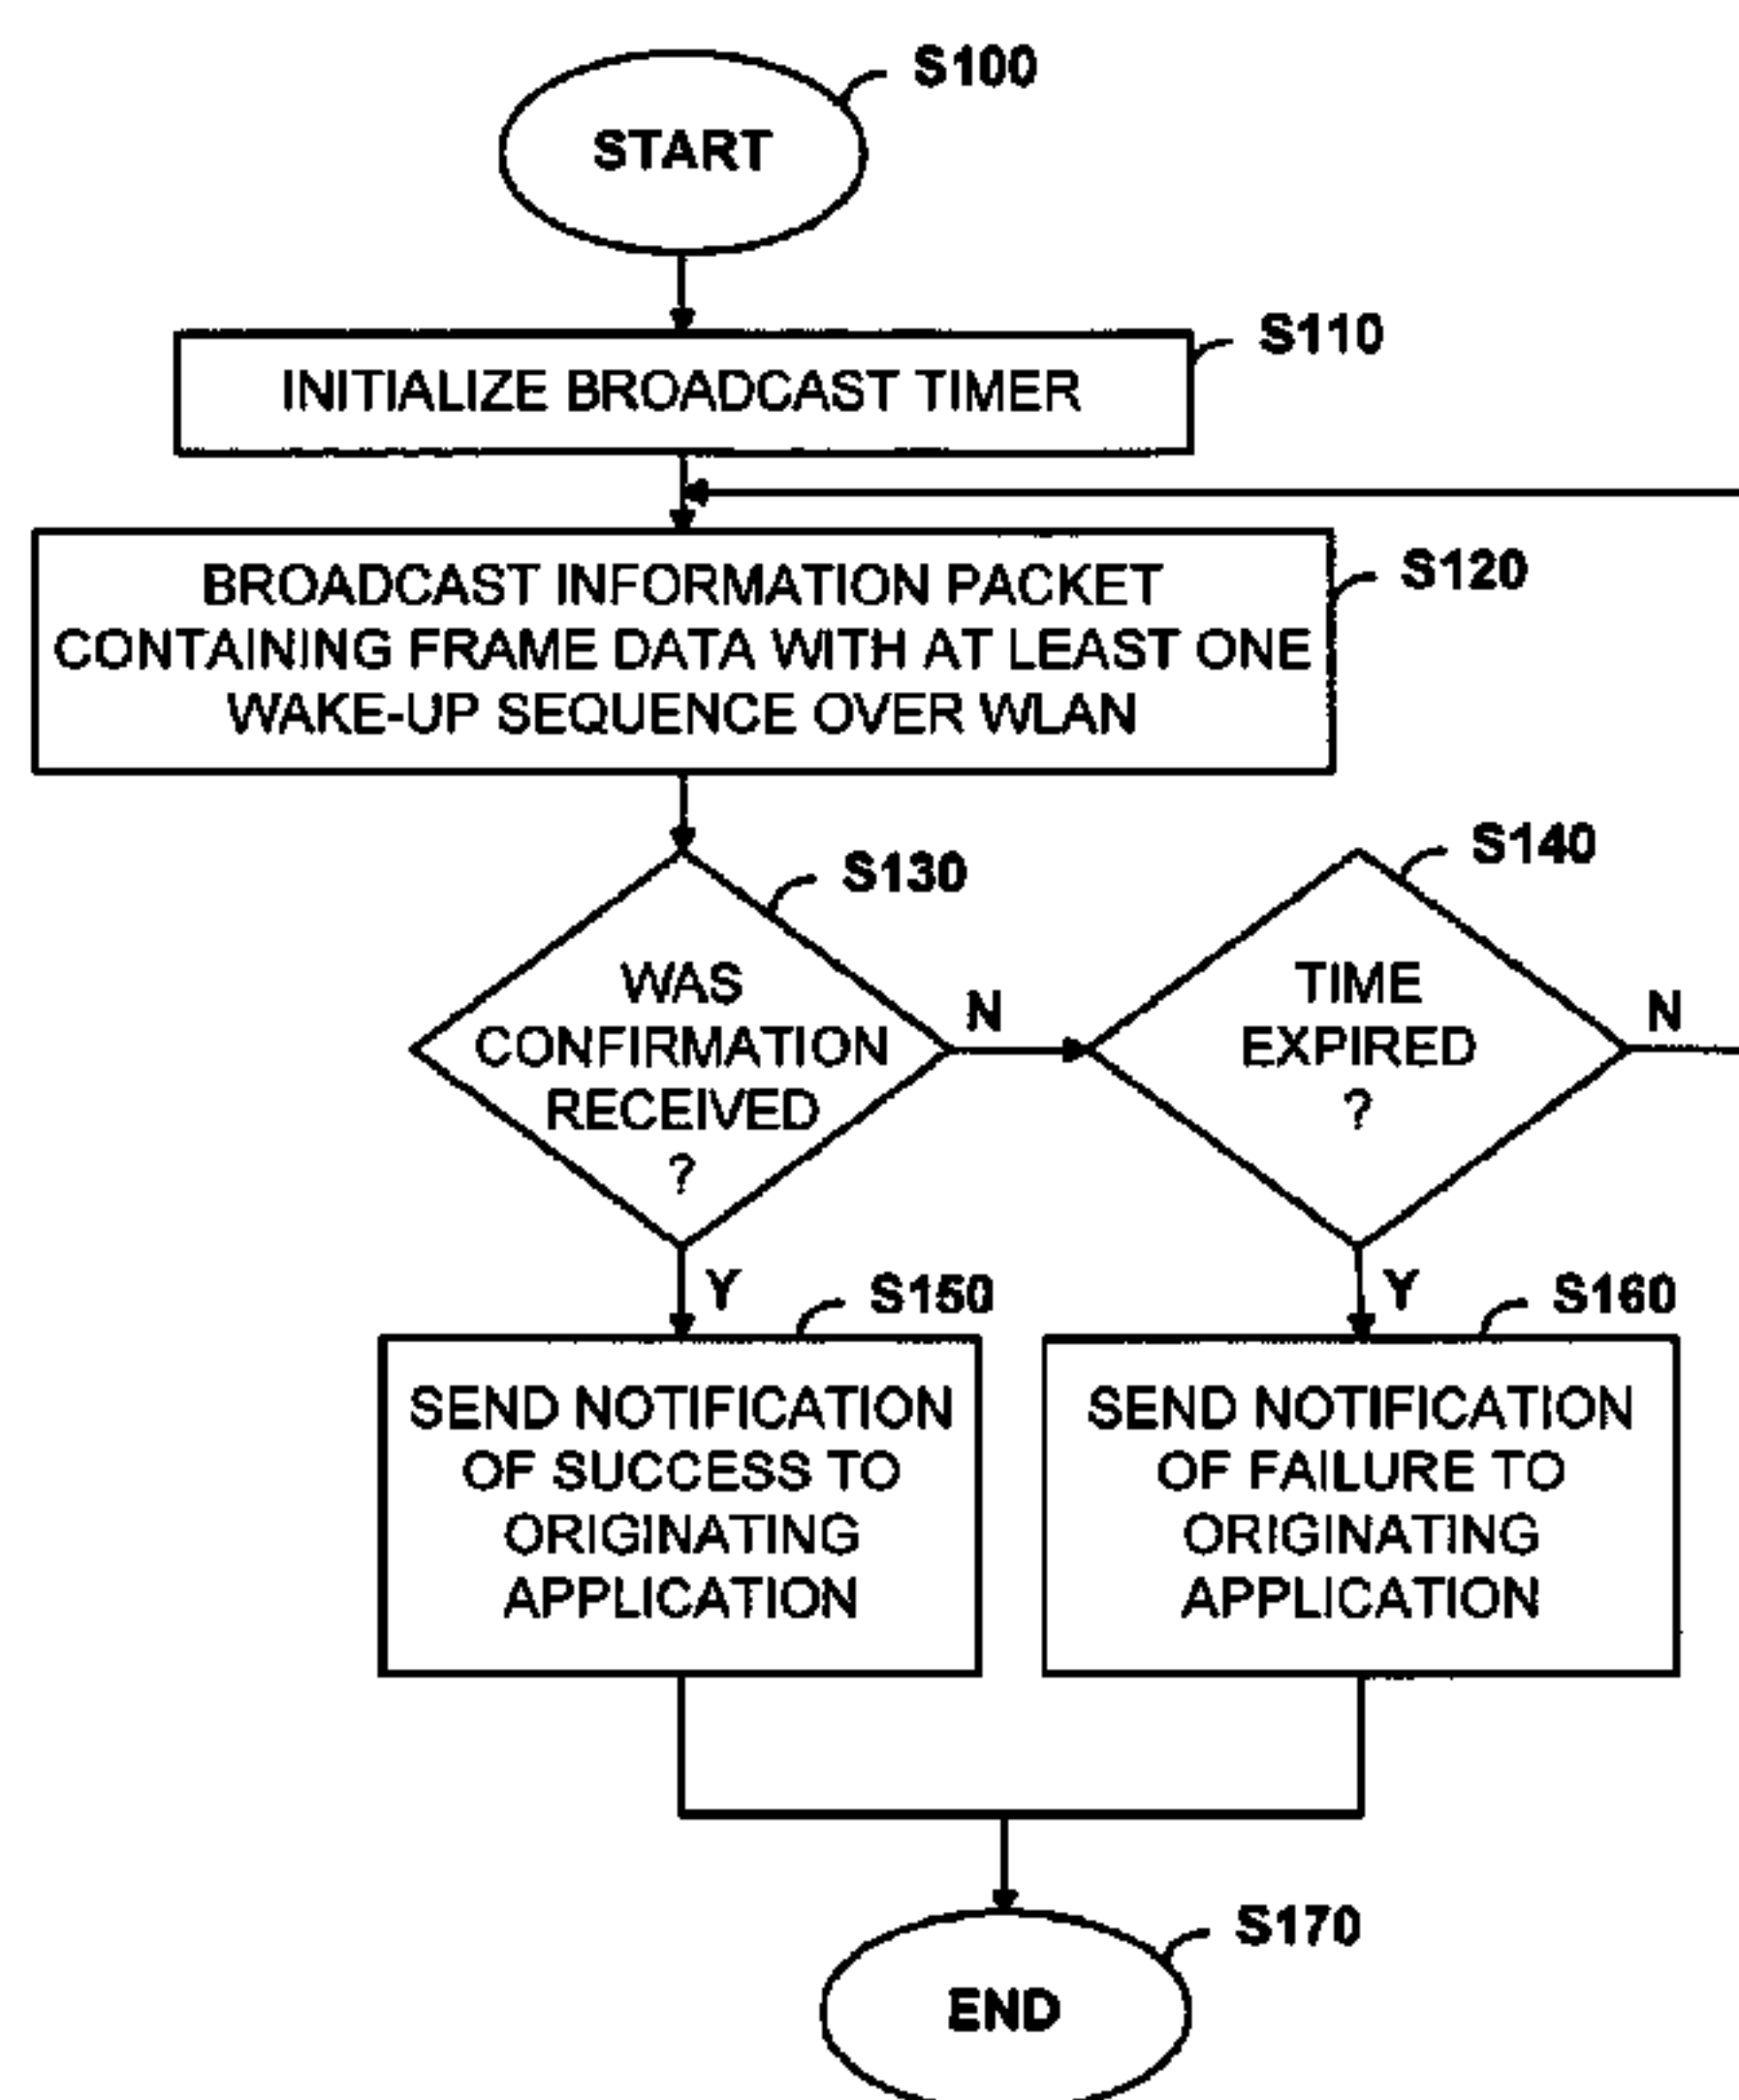 S100
START
S110
INITIALIZE BROADCAST TIMER
S120
BROADCAST INFORMATION PACKET
CONTAINING FRAME DATA WITH AT LEAST ONE
WAKE-UP SEQUENCE OVER WLAN
S130
WAS
CONFIRMATION
RECEIVED
?
N
S140
TIME
EXPIRED
?
N
Y
S150
SEND NOTIFICATION
OF SUCCESS TO
ORIGINATING
APPLICATION
Y
S160
SEND NOTIFICATION
OF FAILURE TO
ORIGINATING
APPLICATION
S170
END